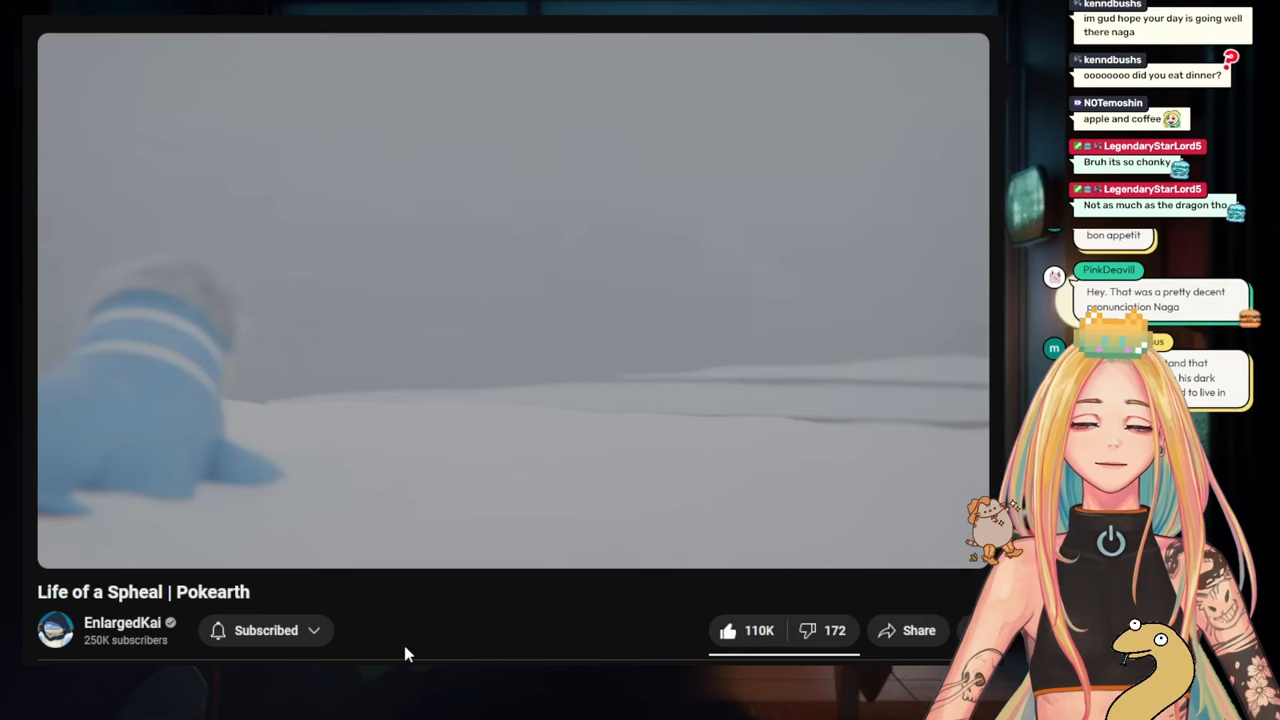 kenndbushs
im gud hope your day is going well
there naga
kenndbushs
oooooooo did you eat dinner?
NOTemoshin
apple and coffee
LegendaryStarLord5
Bruh its so chonky
LegendaryStarLord5
Not as much as the dragon tho
bon appetit
PinkDeavill
Hey. That was a pretty decent
pronunciation Naga
m
us
tand that
his dark
d to live in
Life of a Spheal | Pokearth
EnlargedKai
250K subscribers
Subscribed
110K
172
Share